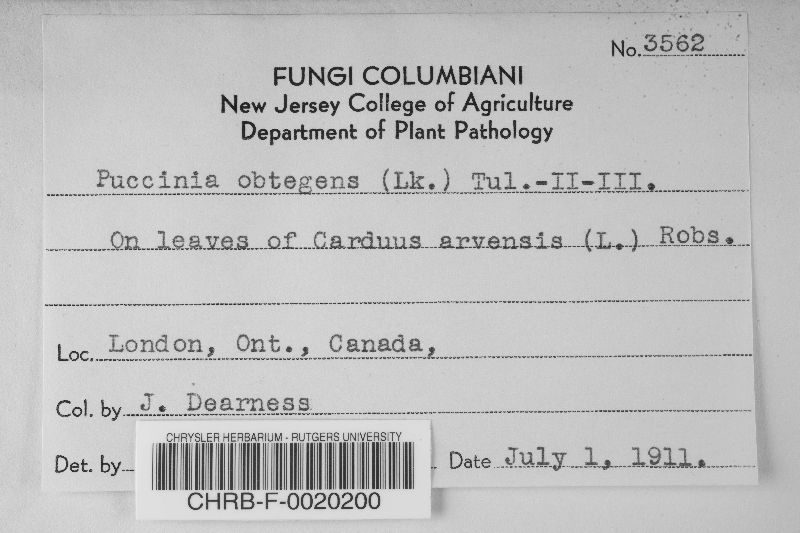 No. 3562
FUNGI COLUMBIANI
New Jersey College of Agriculture
Department of Plant Pathology
Puccinia obtegens (Lk.) Tul.-II-III.
On leaves of Carduus arvensis (L.) Robs.
Loc. London, Ont., Canada,
Col. by J. Dearness
Det. by
Date July 1, 1911.
CHRYSLER HERBARIUM - RUTGERS UNIVERSITY
CHRB-F-0020200